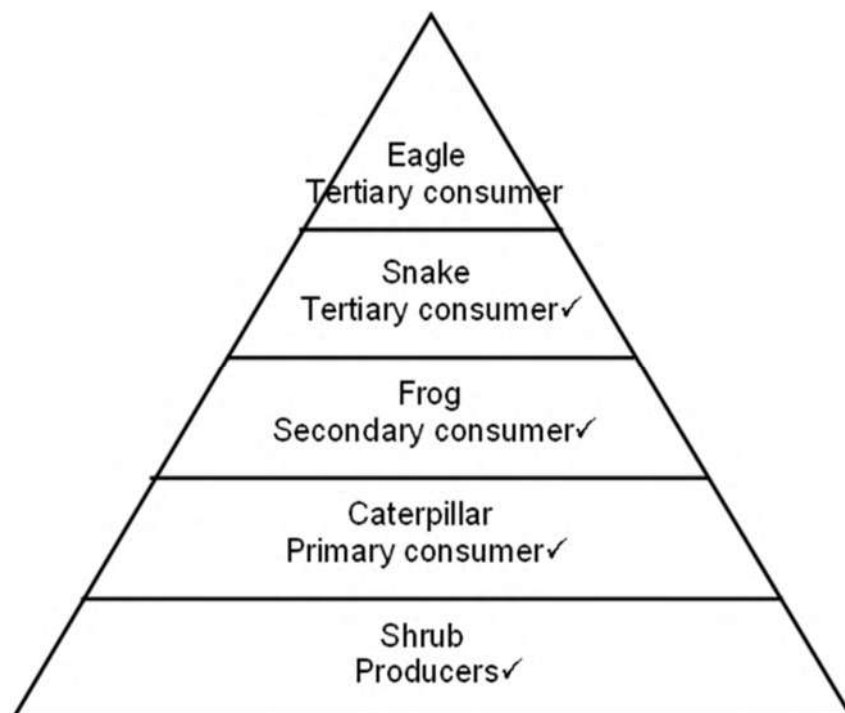 Eagle
Tertiary consumer
Snake
Tertiary consumer✓
Frog
Secondary consumer✓
Caterpillar
Primary consumer✓
Shrub
Producers✓